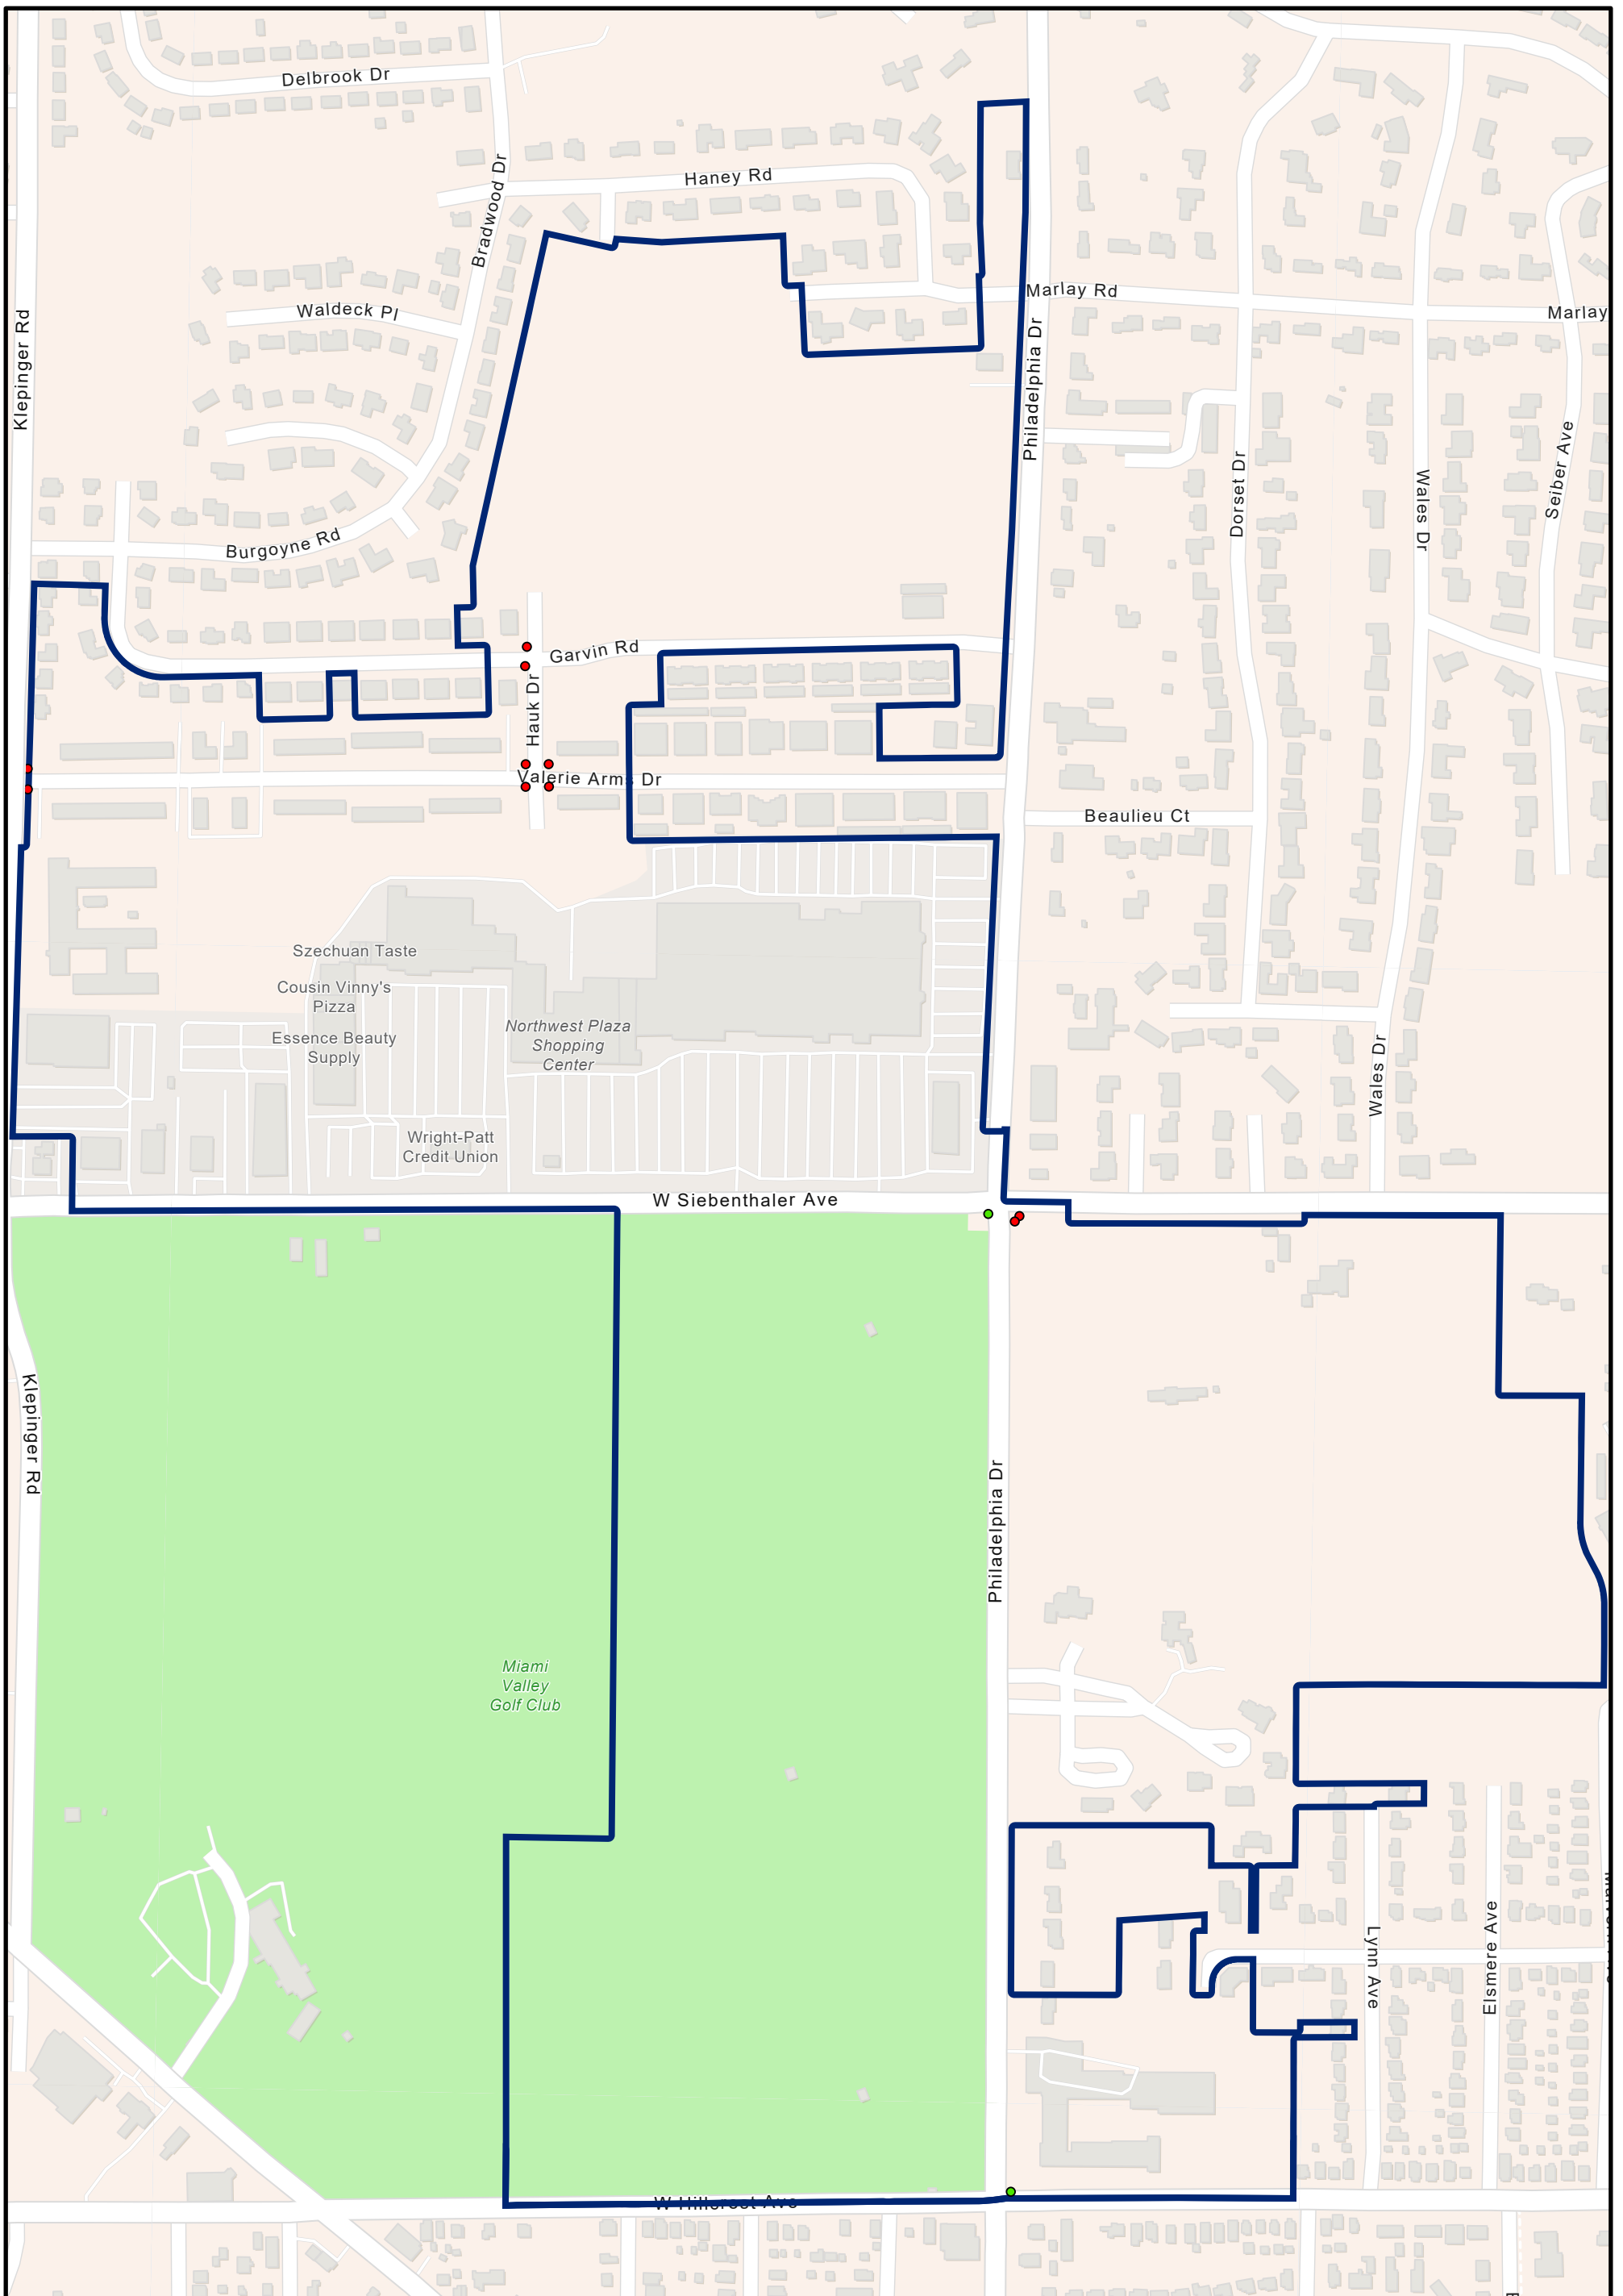 Delbrook Dr
Haney Rd
Bradwood Dr
Marlay Rd
Waldeck Pl
Marlay
Klepinger Rd
Philadelphia Dr
Dorset Dr
Wales Dr
Seiber Ave
Burgoyne Rd
Garvin Rd
Hauk Dr
Valerie Arms Dr
Beaulieu Ct
Szechuan Taste
Cousin Vinny's
Pizza
Essence Beauty
Supply
Northwest Plaza
Shopping
Center
Wales Dr
Wright-Patt
Credit Union
W Siebenthaler Ave
Klepinger Rd
Philadelphia Dr
Miami
Valley
Golf Club
Lynn Ave
Elsmere Ave
W Hillcrest Ave